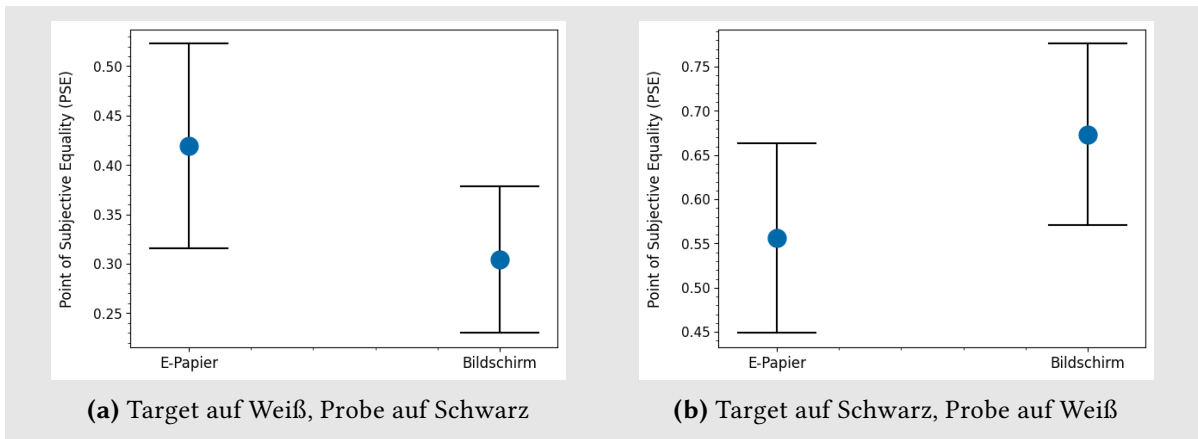 Point of Subjective Equality (PSE)
0.50
0.45
0.40
0.35
0.30
0.25
E-Papier Bildschirm
(a) Target auf Weiß, Probe auf Schwarz
Point of Subjective Equality (PSE)
0.75
0.70
0.65
0.60
0.55
0.50
0.45
E-Papier Bildschirm
(b) Target auf Schwarz, Probe auf Weiß